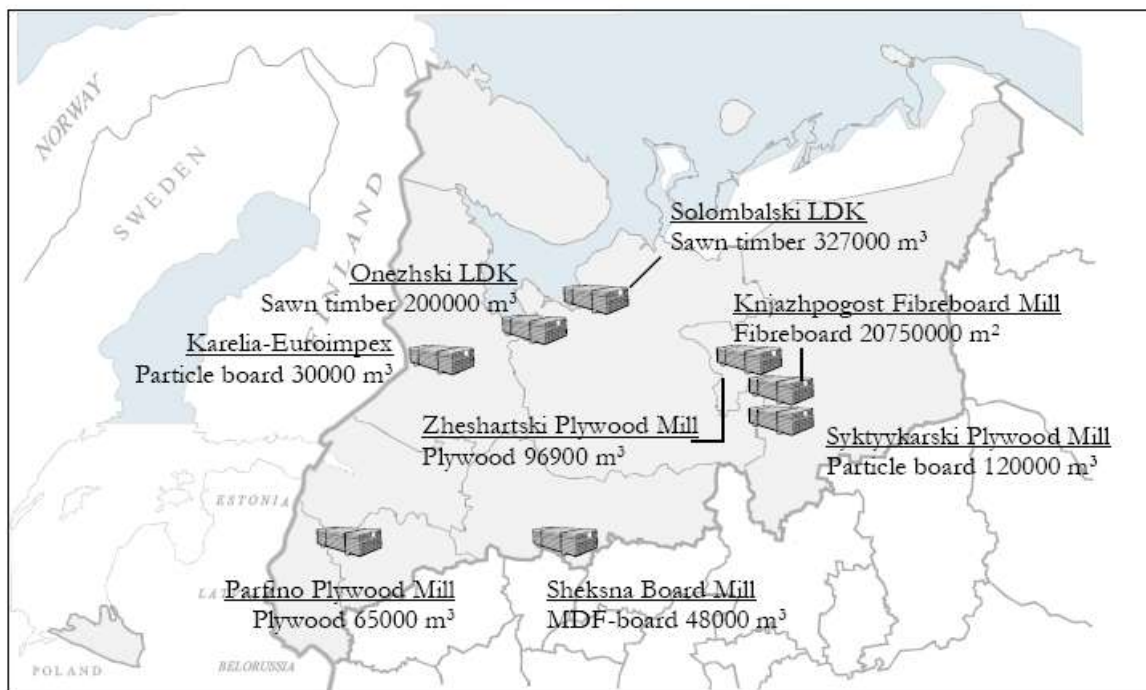 NORWAY
SWEDEN
FINLAND
Solombalski LDK
Sawn timber 327000 m³
Onezhski LDK
Sawn timber 200000 m³
Knjazhpogost Fibreboard Mill
Fibreboard 20750000 m²
Karelia-Euroimpex
Particle board 30000 m³
Zheshartski Plywood Mill
Plywood 96900 m³
Syktyykarski Plywood Mill
Particle board 120000 m³
ESTONIA
Parfino Plywood Mill
Plywood 65000 m³
Sheksna Board Mill
MDF-board 48000 m³
POLAND
BELORUSSIA